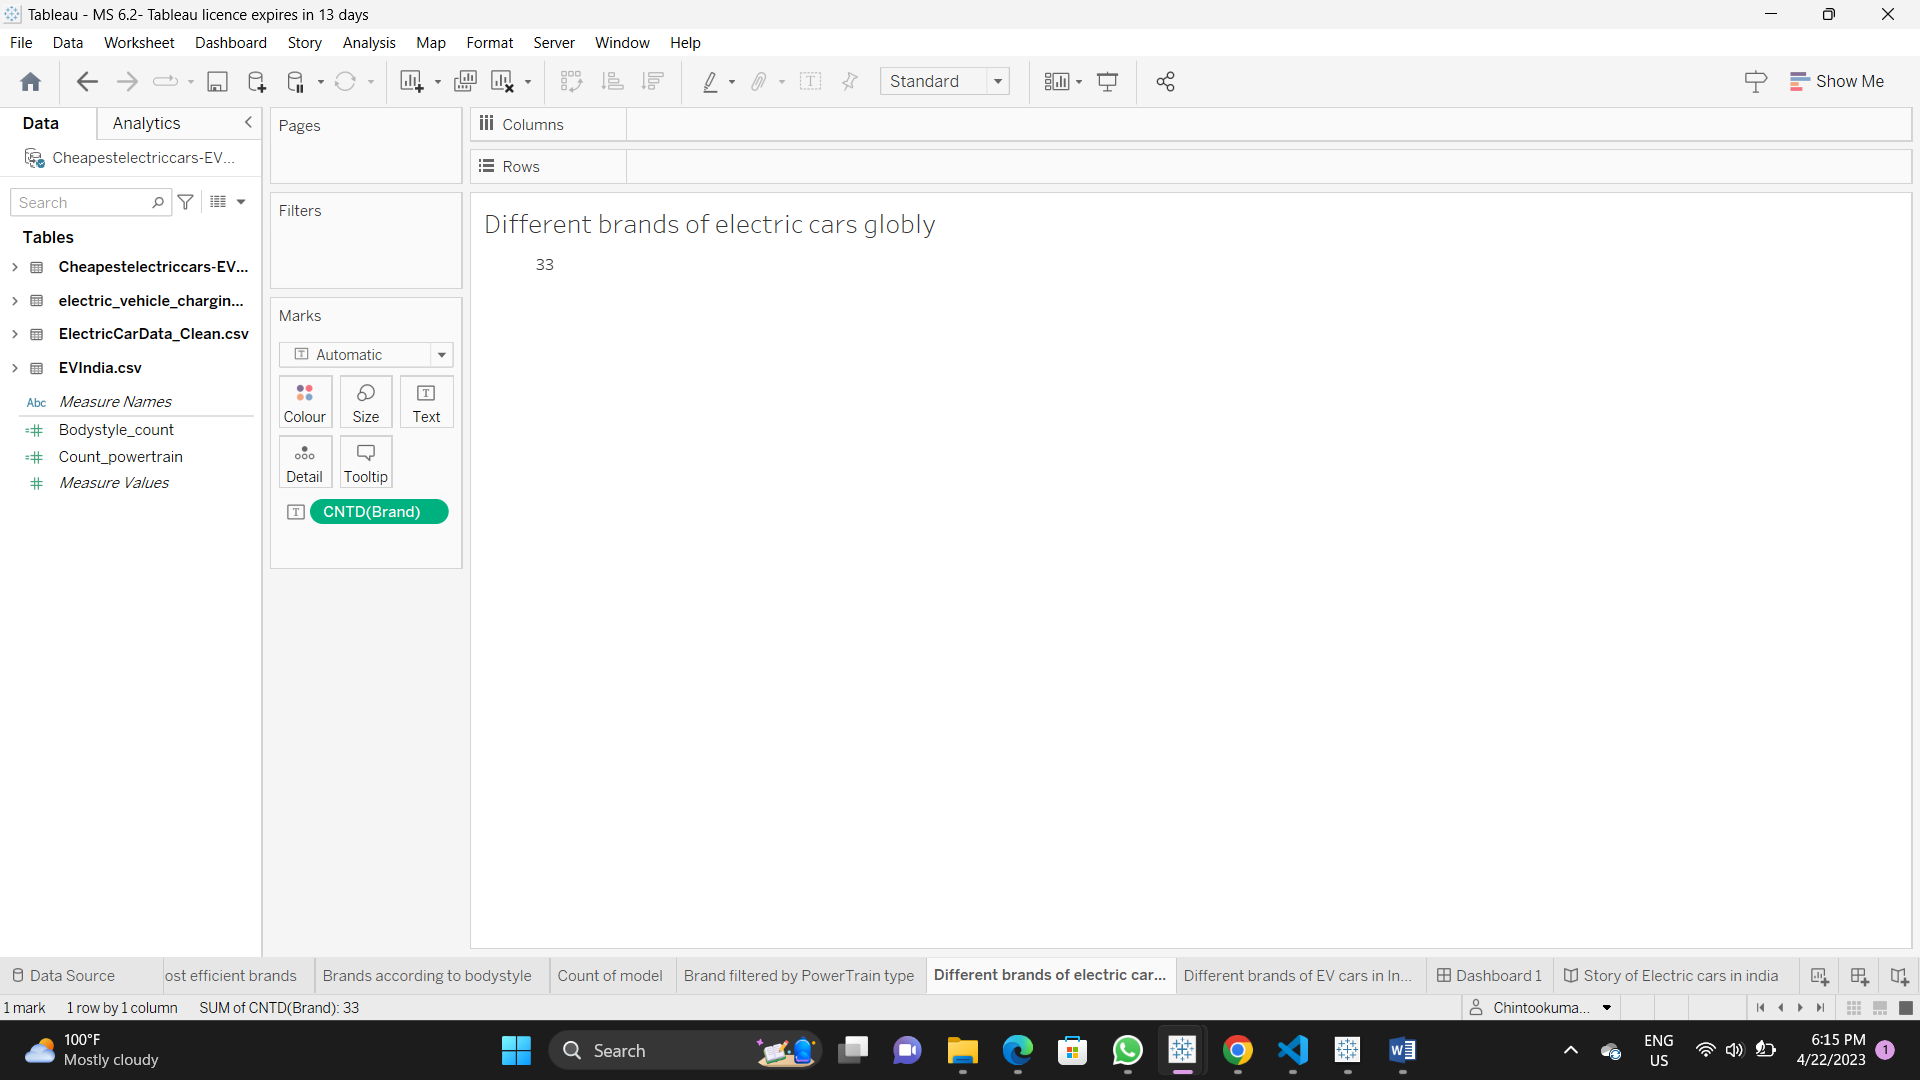 Tableau - MS 6.2- Tableau licence expires in 13 days
File Data Worksheet Dashboard Story Analysis Map Format Server Window Help
Standard
Show Me
Data Analytics
Cheapestelectriccars-EV...
Search
Tables
Cheapestelectriccars-EV...
electric_vehicle_chargin...
ElectricCarData_Clean.csv
EVIndia.csv
Abc Measure Names
Bodystyle_count
Count_powertrain
Measure Values
Pages
Filters
Marks
Automatic
Colour Size Text
Detail Tooltip
CNTD(Brand)
Columns
Rows
Different brands of electric cars globly
33
Data Source ost efficient brands Brands according to bodystyle Count of model Brand filtered by PowerTrain type Different brands of electric car... Different brands of EV cars in In... Dashboard 1 Story of Electric cars in india
1 mark 1 row by 1 column SUM of CNTD(Brand): 33 Chintookuma...
100°F
Mostly cloudy
Search
ENG
US
6:15 PM
4/22/2023
1